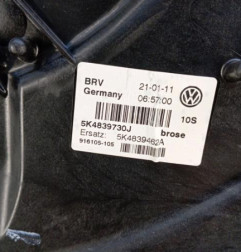 BRV 21-01-11
Germany 06:57:00
10S
5K4839730J brose
Ersatz: 5K4839462A
916105-105